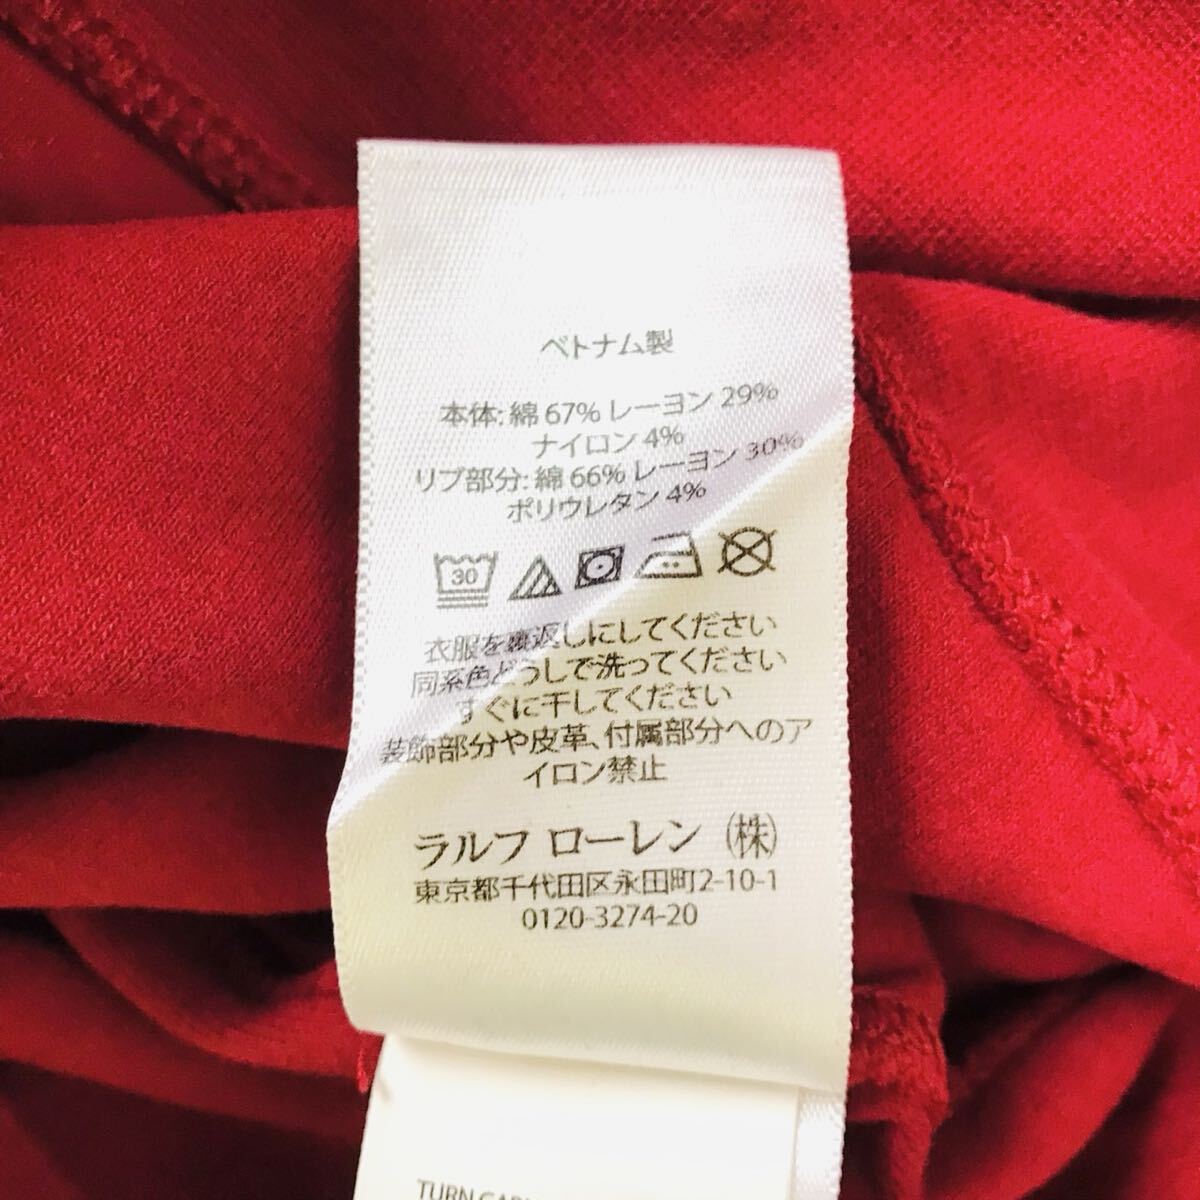 ベトナム製
本体: 綿 67% レーヨン 29%
ナイロン 4%
リブ部分: 綿 66% レーヨン 30%
ポリウレタン 4%
30
衣服を裏返しにしてください
同系色どうしで洗ってください
すぐに干してください
装飾部分や皮革、付属部分へのア
イロン禁止
ラルフ ローレン (株)
東京都千代田区永田町2-10-1
0120-3274-20
TURN